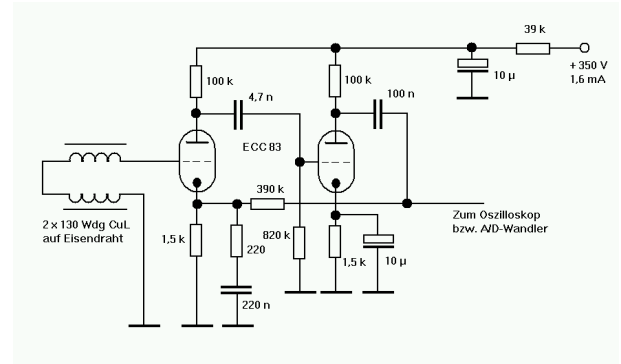 39 k
+ 350 V
1,6 mA
10 µ
100 k
100 k
4,7 n
100 n
ECC 83
390 k
2 x 130 Wdg CuL
auf Eisendraht
1,5 k
220
820 k
1,5 k
10 µ
220 n
Zum Oszilloskop
bzw. A/D-Wandler